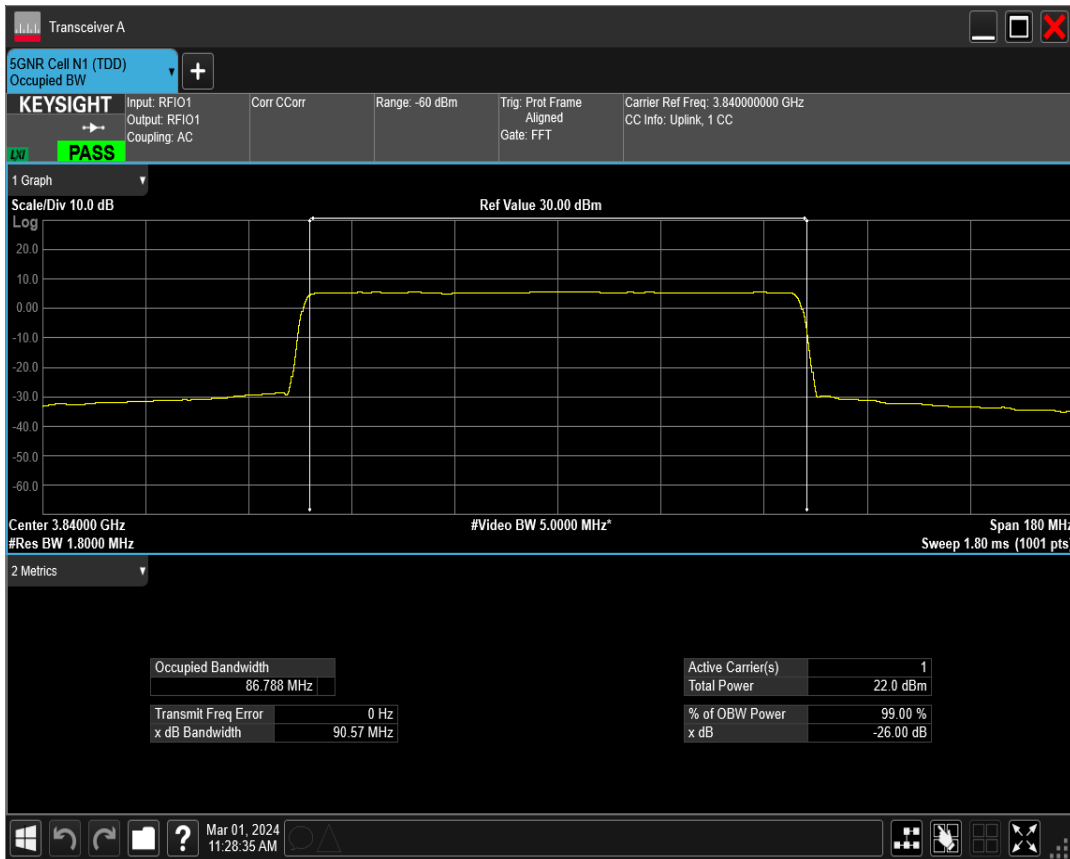 Transceiver A
5GNR Cell N1 (TDD)
Occupied BW
+
KEYSIGHT
LXI
PASS
Input: RFIO1
Output: RFIO1
Coupling: AC
Corr CCorr
Range: -60 dBm
Trig: Prot Frame
Aligned
Gate: FFT
Carrier Ref Freq: 3.840000000 GHz
CC Info: Uplink, 1 CC
1 Graph
Scale/Div 10.0 dB
Ref Value 30.00 dBm
Log
20.0
10.0
0.00
-10.0
-20.0
-30.0
-40.0
-50.0
-60.0
Center 3.84000 GHz
#Video BW 5.0000 MHz*
Span 180 MHz
#Res BW 1.8000 MHz
Sweep 1.80 ms (1001 pts)
2 Metrics
Occupied Bandwidth
86.788 MHz
Transmit Freq Error 0 Hz
x dB Bandwidth 90.57 MHz
Active Carrier(s) 1
Total Power 22.0 dBm
% of OBW Power 99.00 %
x dB -26.00 dB
?
Mar 01, 2024
11:28:35 AM